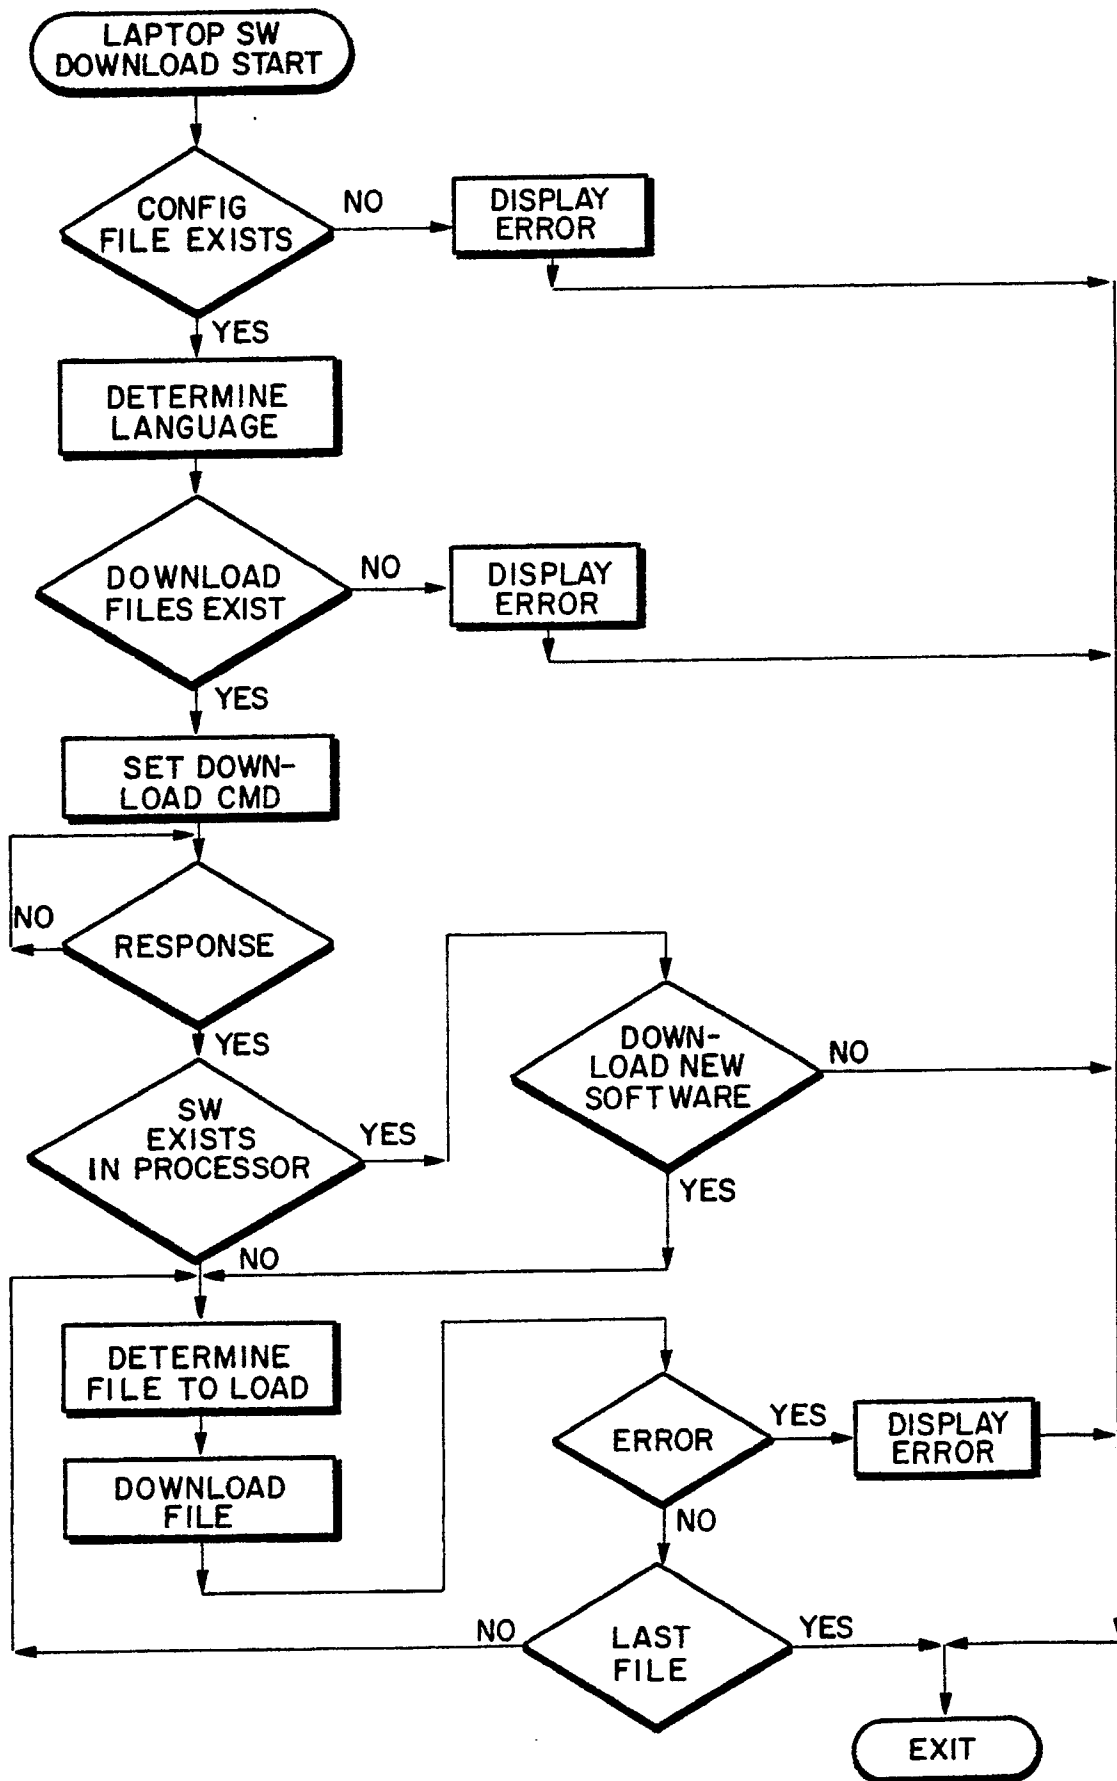 LAPTOP SW
DOWNLOAD START
CONFIG
FILE EXISTS
NO
DISPLAY
ERROR
YES
DETERMINE
LANGUAGE
DOWNLOAD
FILES EXIST
NO
DISPLAY
ERROR
YES
SET DOWN-
LOAD CMD
NO
RESPONSE
YES
DOWN-
LOAD NEW
SOFTWARE
NO
SW
EXISTS
IN PROCESSOR
YES
YES
NO
DETERMINE
FILE TO LOAD
DOWNLOAD
FILE
ERROR
YES
DISPLAY
ERROR
NO
NO
LAST
FILE
YES
EXIT